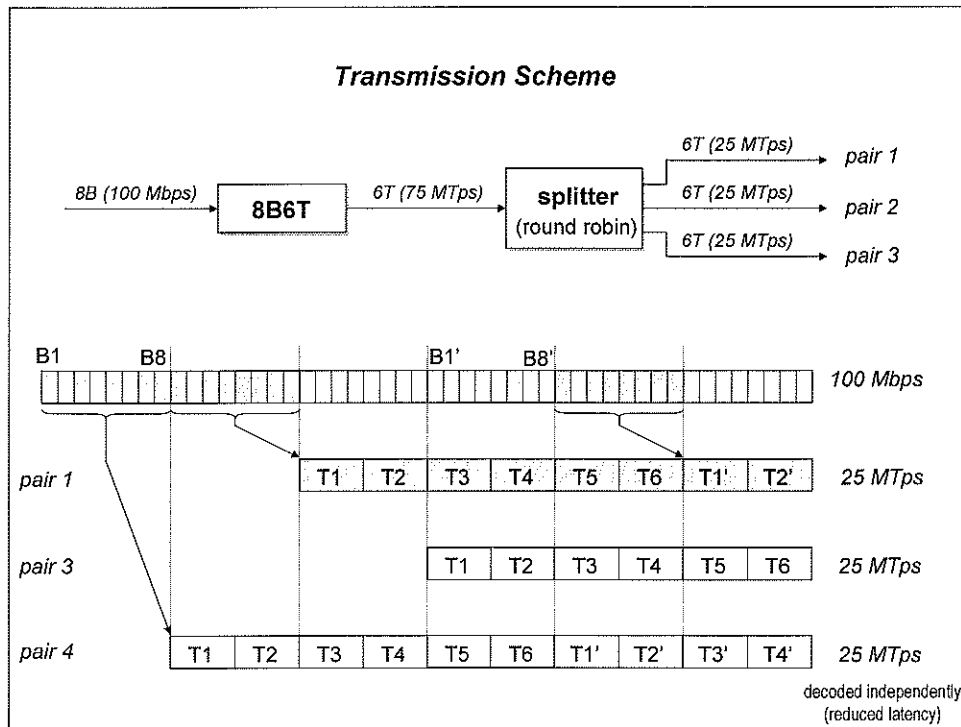 Transmission Scheme
6T (25 MTps)
pair 1
8B (100 Mbps)
8B6T
6T (75 MTps)
splitter
(round robin)
6T (25 MTps)
pair 2
6T (25 MTps)
pair 3
B1 B8 B1' B8'
100 Mbps
pair 1 T1 T2 T3 T4 T5 T6 T1' T2' 25 MTps
pair 3 T1 T2 T3 T4 T5 T6 25 MTps
pair 4 T1 T2 T3 T4 T5 T6 T1' T2' T3' T4' 25 MTps
decoded independently
(reduced latency)